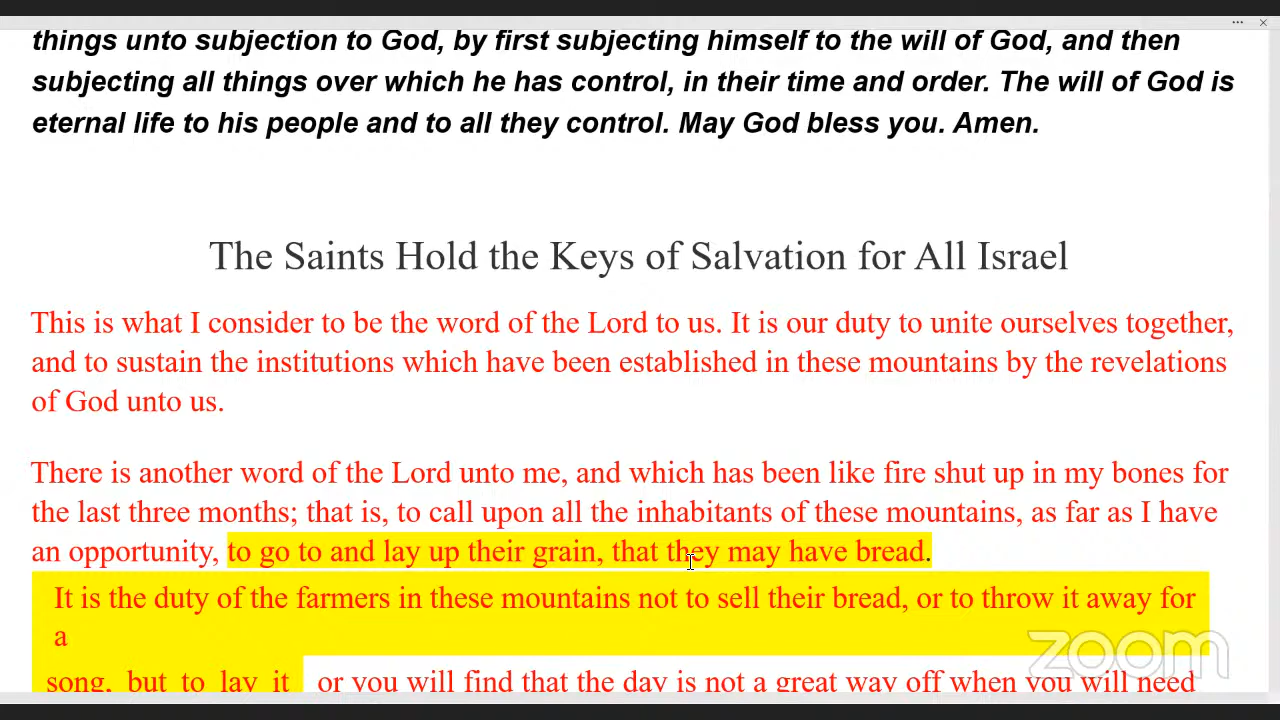 things unto subjection to God, by first subjecting himself to the will of God, and then
subjecting all things over which he has control, in their time and order. The will of God is
eternal life to his people and to all they control. May God bless you. Amen.
The Saints Hold the Keys of Salvation for All Israel
This is what I consider to be the word of the Lord to us. It is our duty to unite ourselves together,
and to sustain the institutions which have been established in these mountains by the revelations
of God unto us.
There is another word of the Lord unto me, and which has been like fire shut up in my bones for
the last three months; that is, to call upon all the inhabitants of these mountains, as far as I have
an opportunity, to go to and lay up their grain, that they may have bread.
It is the duty of the farmers in these mountains not to sell their bread, or to throw it away for
a
song, but to lay it or you will find that the day is not a great way off when you will need
zoom